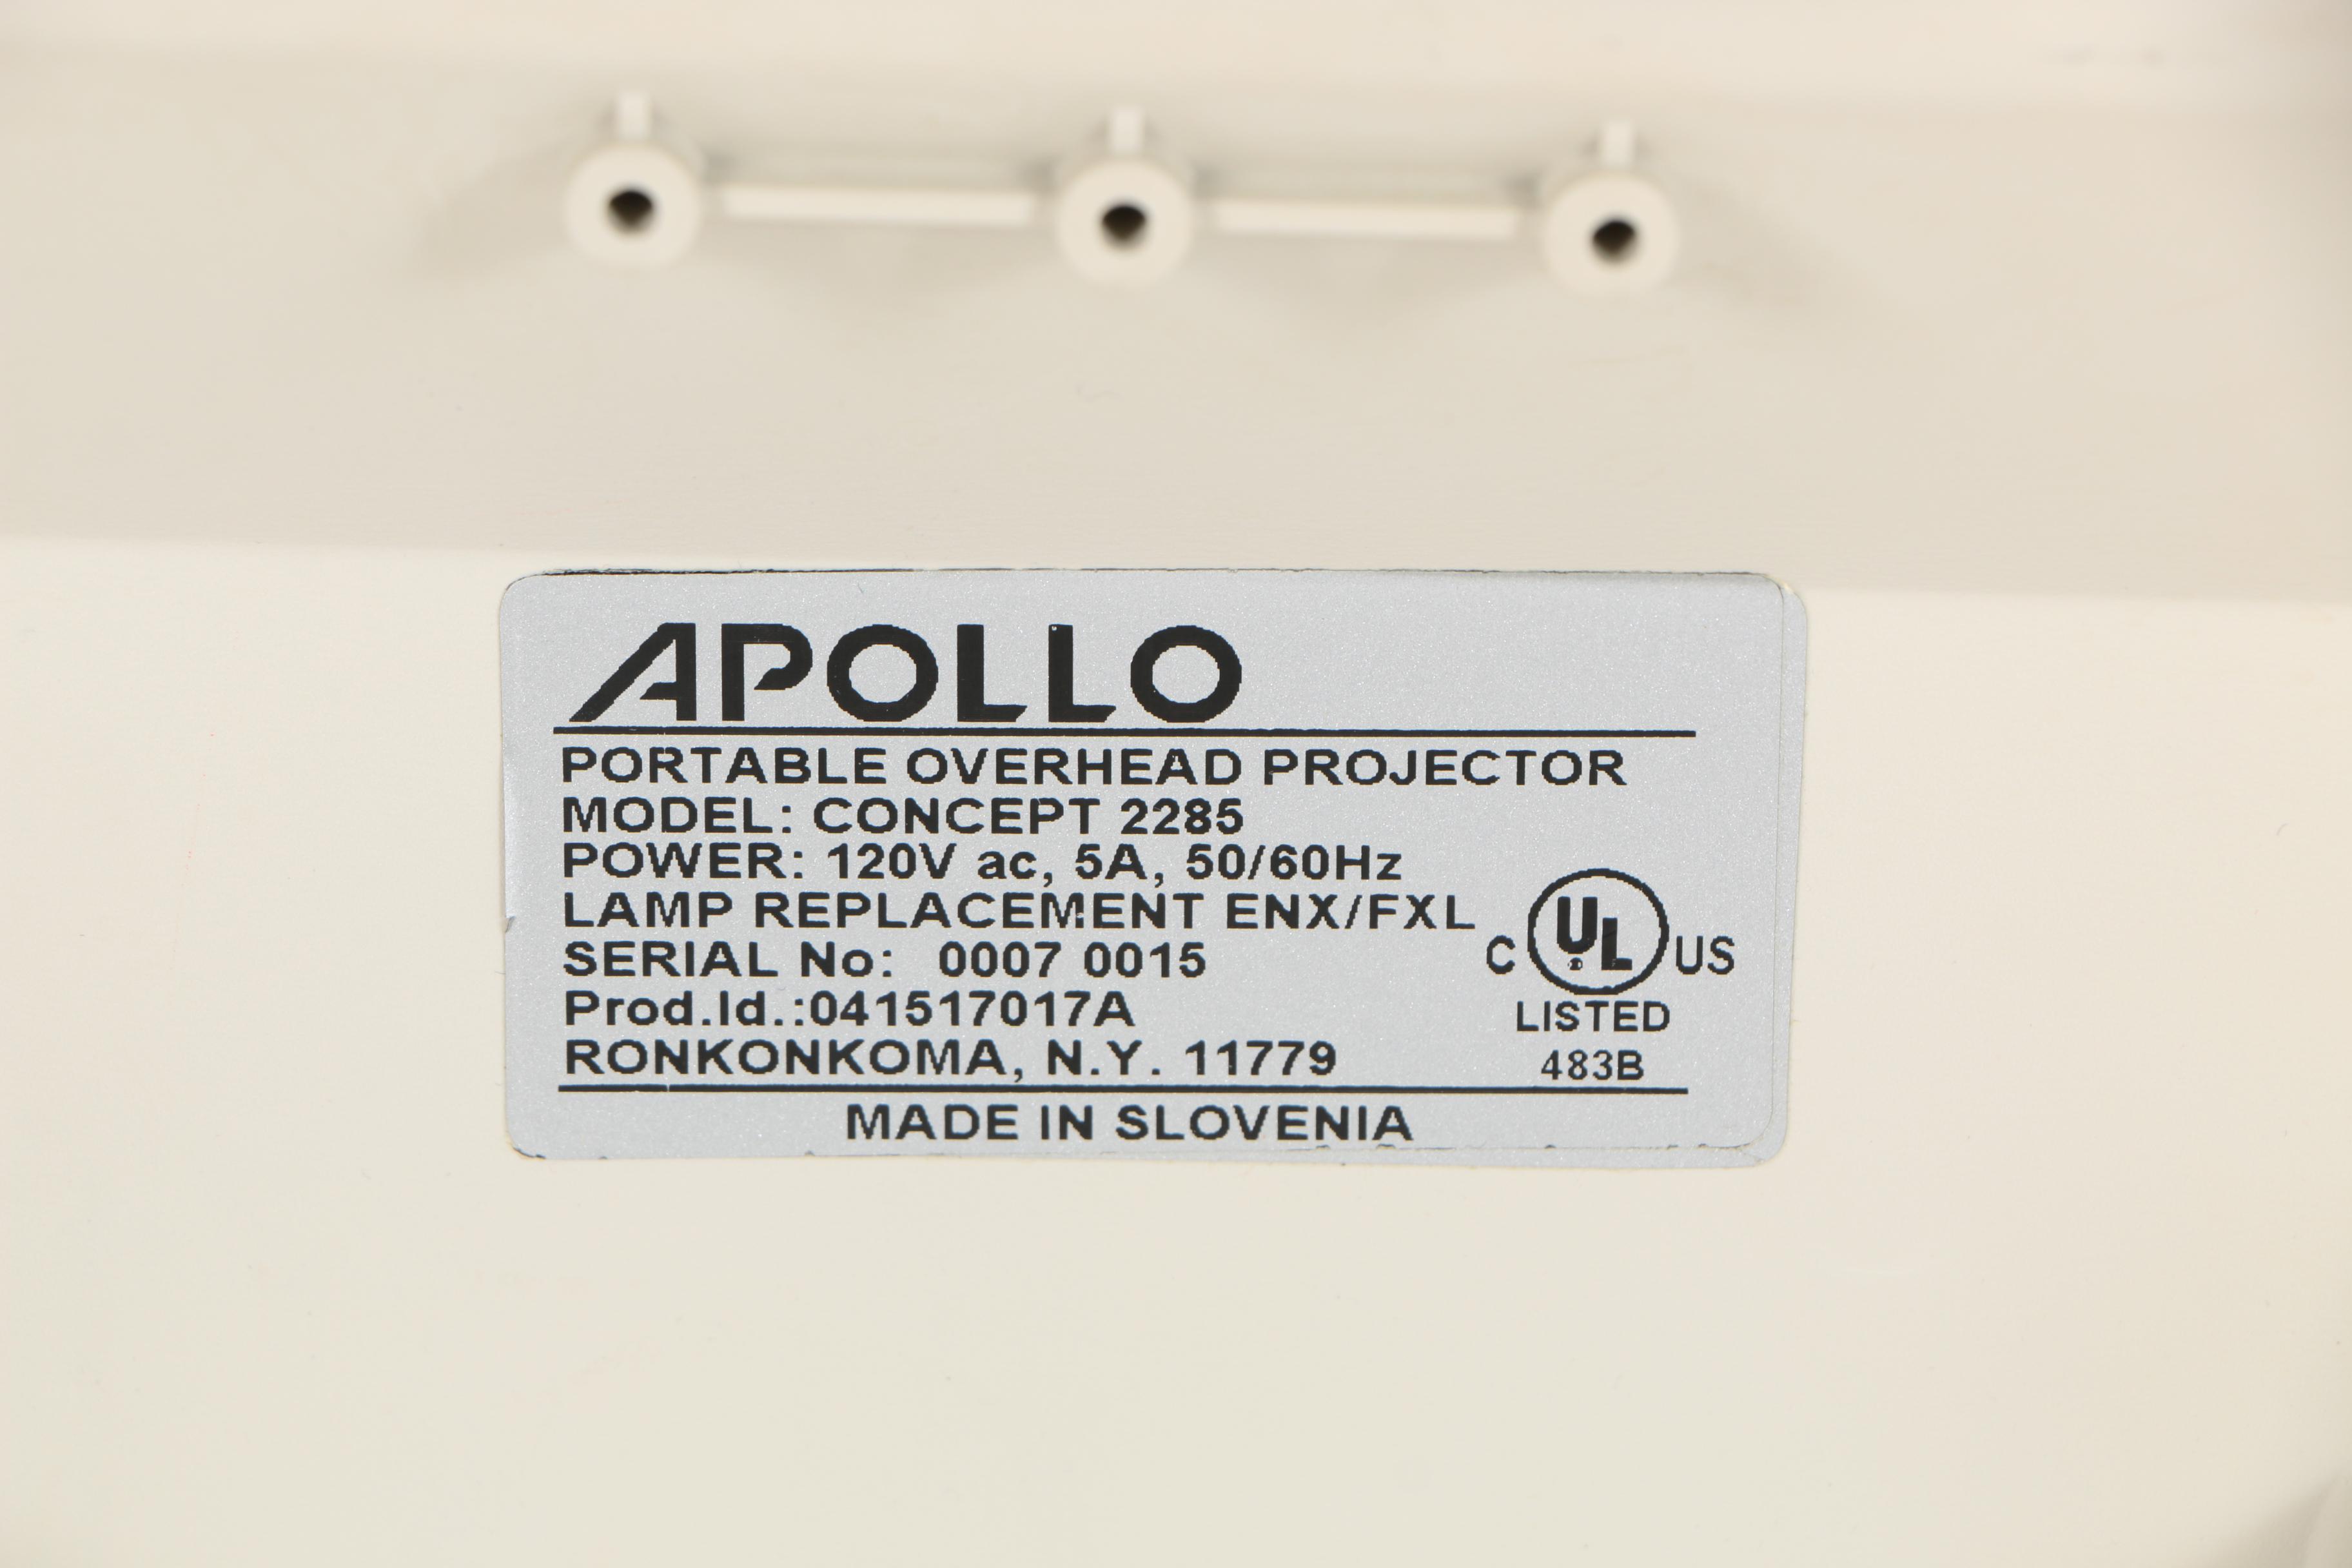 APOLLO
PORTABLE OVERHEAD PROJECTOR
MODEL: CONCEPT 2285
POWER: 120V ac, 5A, 50/60Hz
LAMP REPLACEMENT ENX/FXL
SERIAL No: 0007 0015
Prod.Id.:041517017A
RONKONKOMA, N.Y. 11779
C UL US
LISTED
483B
MADE IN SLOVENIA